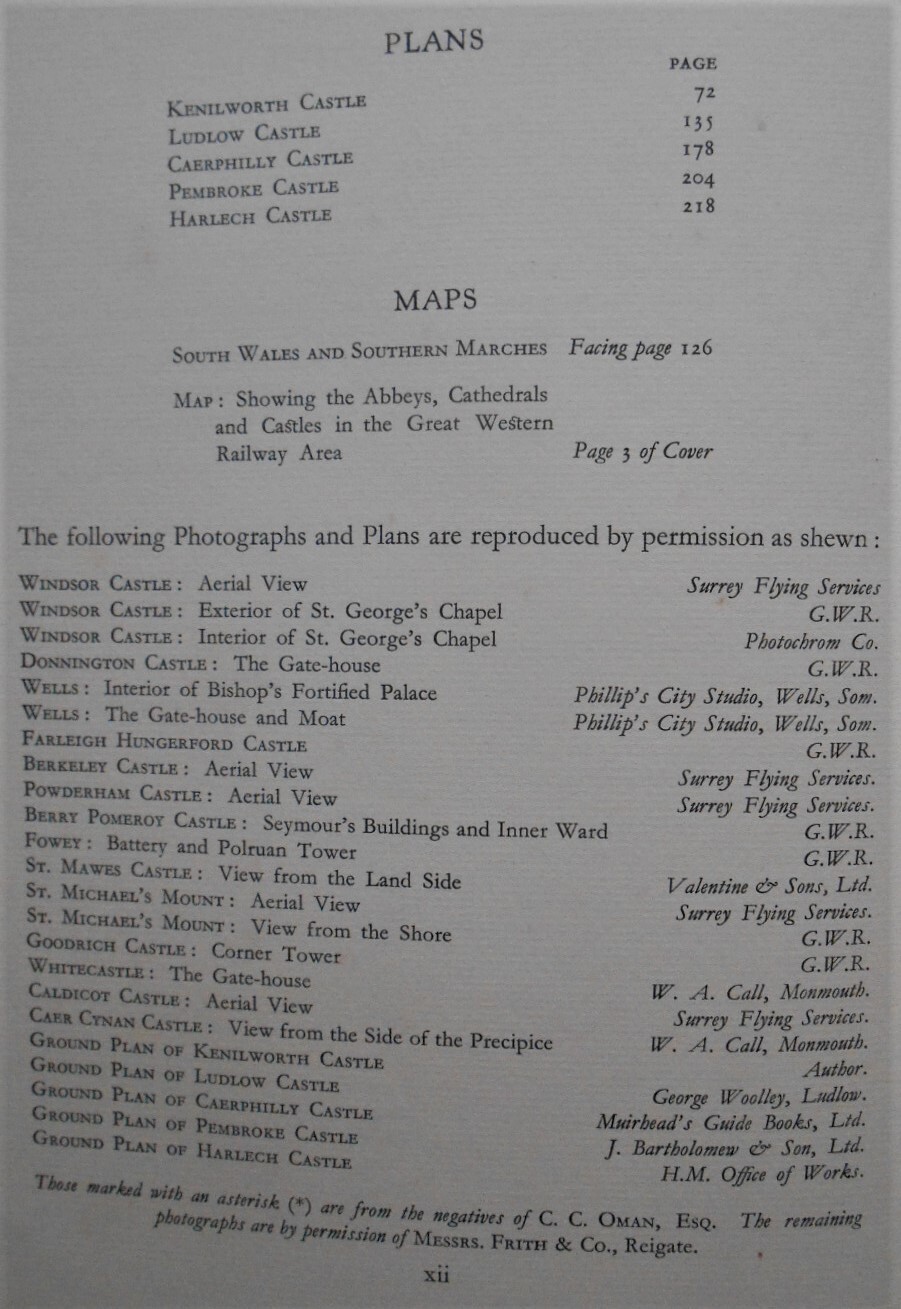 PLANS
PAGE
KENILWORTH CASTLE 72
LUDLOW CASTLE 135
CAERPHILLY CASTLE 178
PEMBROKE CASTLE 204
HARLECH CASTLE 218
MAPS
SOUTH WALES AND SOUTHERN MARCHES Facing page 126
MAP: Showing the Abbeys, Cathedrals
and Castles in the Great Western
Railway Area Page 3 of Cover
The following Photographs and Plans are reproduced by permission as shewn:
WINDSOR CASTLE: Aerial View Surrey Flying Services
WINDSOR CASTLE: Exterior of St. George's Chapel G.W.R.
WINDSOR CASTLE: Interior of St. George's Chapel Photochrom Co.
DONNINGTON CASTLE: The Gate-house G.W.R.
WELLS: Interior of Bishop's Fortified Palace Phillip's City Studio, Wells, Som.
WELLS: The Gate-house and Moat Phillip's City Studio, Wells, Som.
FARLEIGH HUNGERFORD CASTLE G.W.R.
BERKELEY CASTLE: Aerial View Surrey Flying Services.
POWDERHAM CASTLE: Aerial View Surrey Flying Services.
BERRY POMEROY CASTLE: Seymour's Buildings and Inner Ward G.W.R.
FOWEY: Battery and Polruan Tower G.W.R.
ST. MAWES CASTLE: View from the Land Side Valentine & Sons, Ltd.
ST. MICHAEL'S MOUNT: Aerial View Surrey Flying Services.
ST. MICHAEL'S MOUNT: View from the Shore G.W.R.
GOODRICH CASTLE: Corner Tower G.W.R.
WHITECASTLE: The Gate-house W. A. Call, Monmouth.
CALDICOT CASTLE: Aerial View Surrey Flying Services.
CAER CYNAN CASTLE: View from the Side of the Precipice W. A. Call, Monmouth.
GROUND PLAN OF KENILWORTH CASTLE Author.
GROUND PLAN OF LUDLOW CASTLE George Woolley, Ludlow.
GROUND PLAN OF CAERPHILLY CASTLE Muirhead's Guide Books, Ltd.
GROUND PLAN OF PEMBROKE CASTLE J. Bartholomew & Son, Ltd.
GROUND PLAN OF HARLECH CASTLE H.M. Office of Works.
Those marked with an asterisk (*) are from the negatives of C. C. OMAN, ESQ. The remaining
photographs are by permission of MESSRS. FRITH & CO., Reigate.
xii